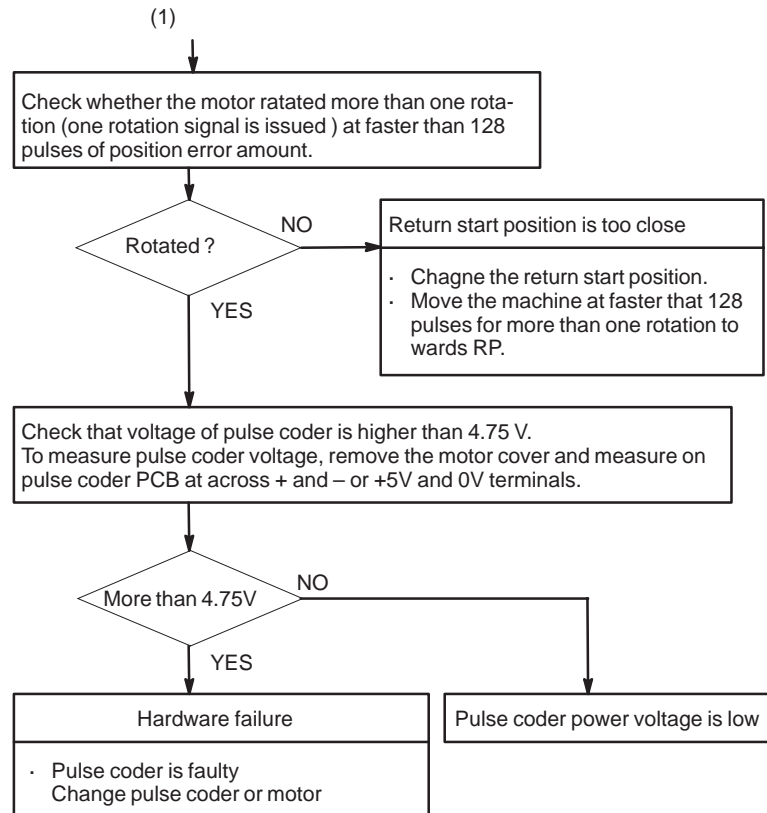 (1)
Check whether the motor ratated more than one rota-
tion (one rotation signal is issued ) at faster than 128
pulses of position error amount.
Rotated ?
NO
YES
Return start position is too close
· Chagne the return start position.
· Move the machine at faster that 128
pulses for more than one rotation to
wards RP.
Check that voltage of pulse coder is higher than 4.75 V.
To measure pulse coder voltage, remove the motor cover and measure on
pulse coder PCB at across + and – or +5V and 0V terminals.
More than 4.75V
NO
YES
Hardware failure
· Pulse coder is faulty
Change pulse coder or motor
Pulse coder power voltage is low